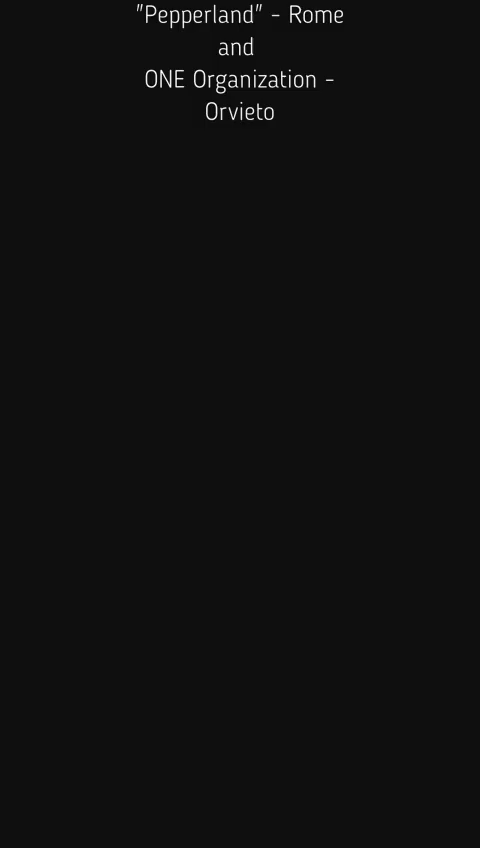 "Pepperland" - Rome
and
ONE Organization -
Orvieto